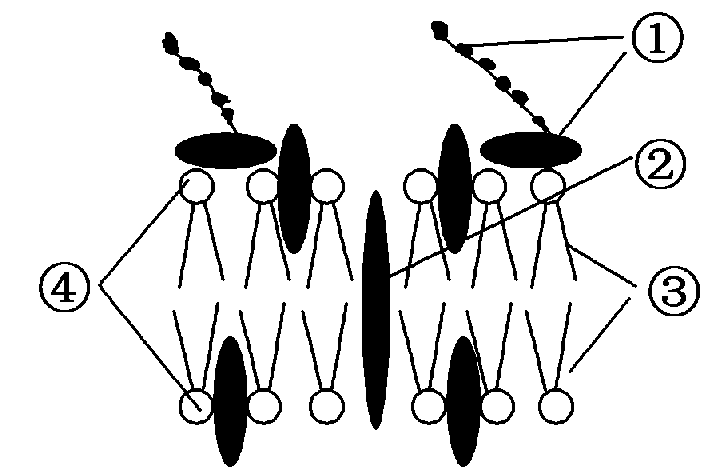 ①
②
③
④